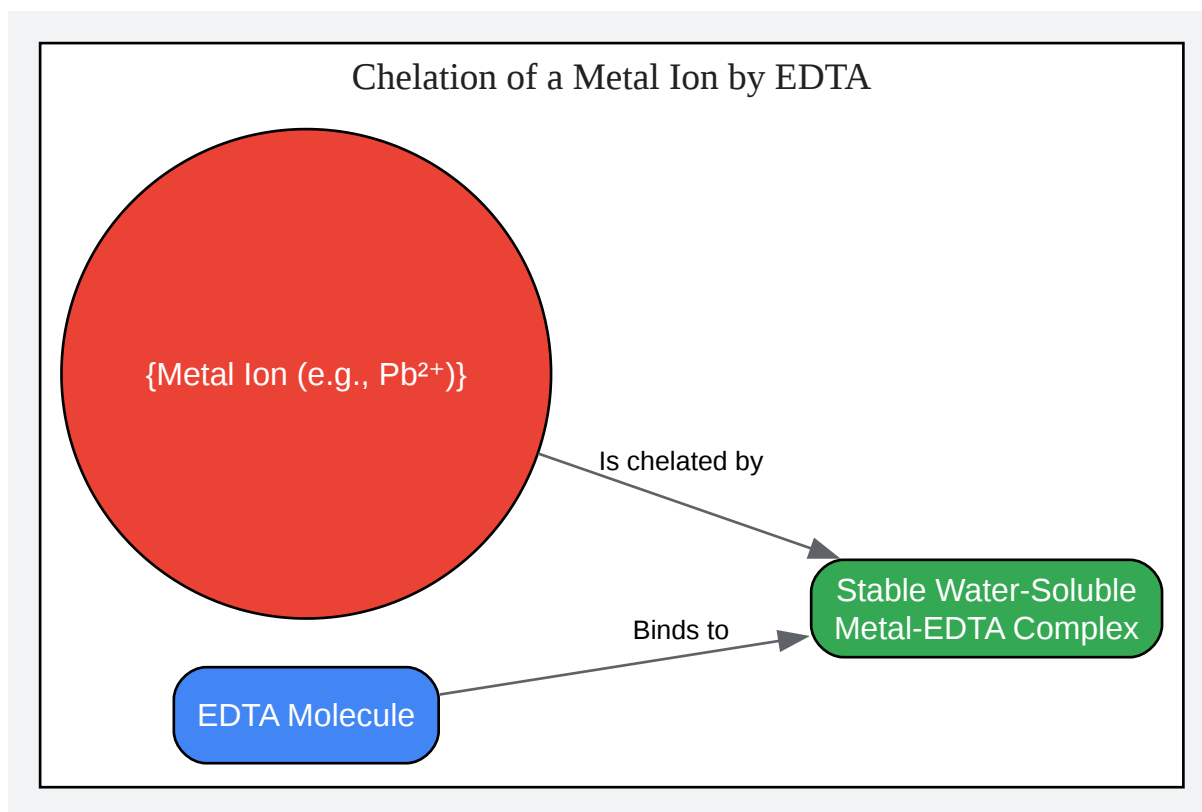 Chelation of a Metal Ion by EDTA
{Metal Ion (e.g., Pb²⁺)}
Is chelated by
Stable Water-Soluble
Metal-EDTA Complex
Binds to
EDTA Molecule